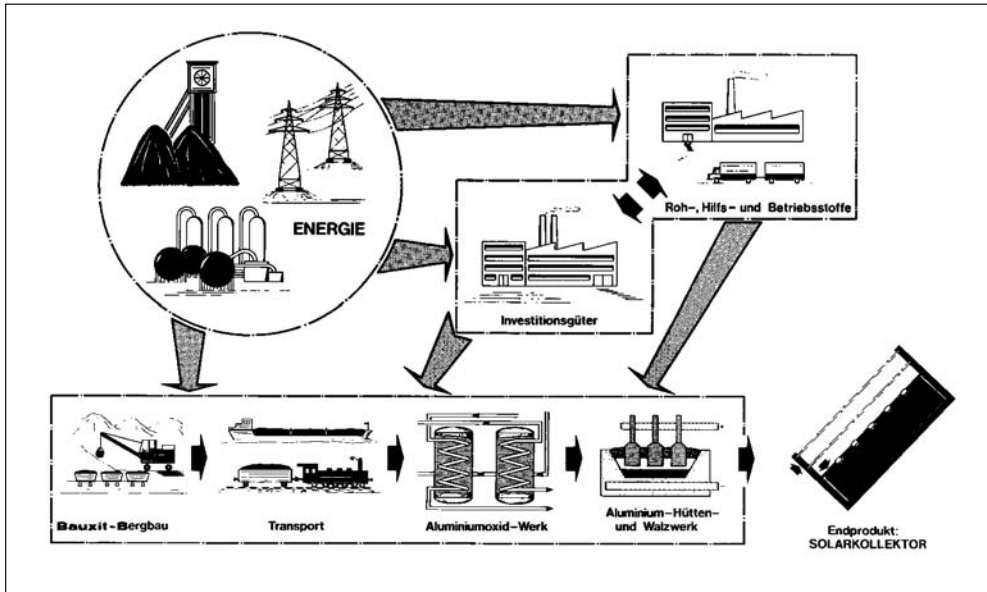 ENERGIE
Roh-, Hilfs- und Betriebsstoffe
Investitionsgüter
Bauxit-Bergbau
Transport
Aluminiumoxid-Werk
Aluminium-Hütten-
und Walzwerk
Endprodukt:
SOLARKOLLEKTOR